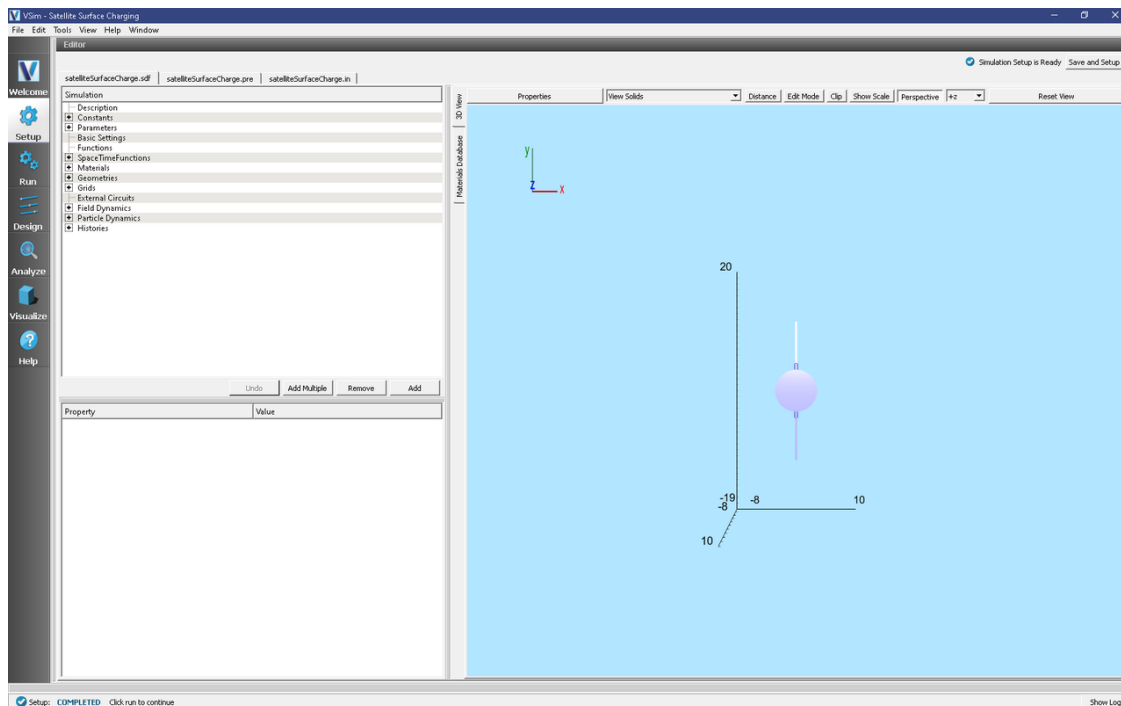 VSim - Satellite Surface Charging
File Edit Tools View Help Window
Editor
Simulation Setup is Ready Save and Setup
satelliteSurfaceCharge.sdf satelliteSurfaceCharge.pre satelliteSurfaceCharge.in
Welcome
Setup
Run
Design
Analyze
Visualize
Help
Simulation
Description
Constants
Parameters
Basic Settings
Functions
SpaceTimeFunctions
Materials
Geometries
Grids
External Circuits
Field Dynamics
Particle Dynamics
Histories
Undo Add Multiple Remove Add
Property Value
3D View
Materials Database
Properties View Solids Distance Edit Mode Clip Show Scale Perspective +z Reset View
y
z x
20
-19 -8 10
-8
10
Setup: COMPLETED Click run to continue Show Log